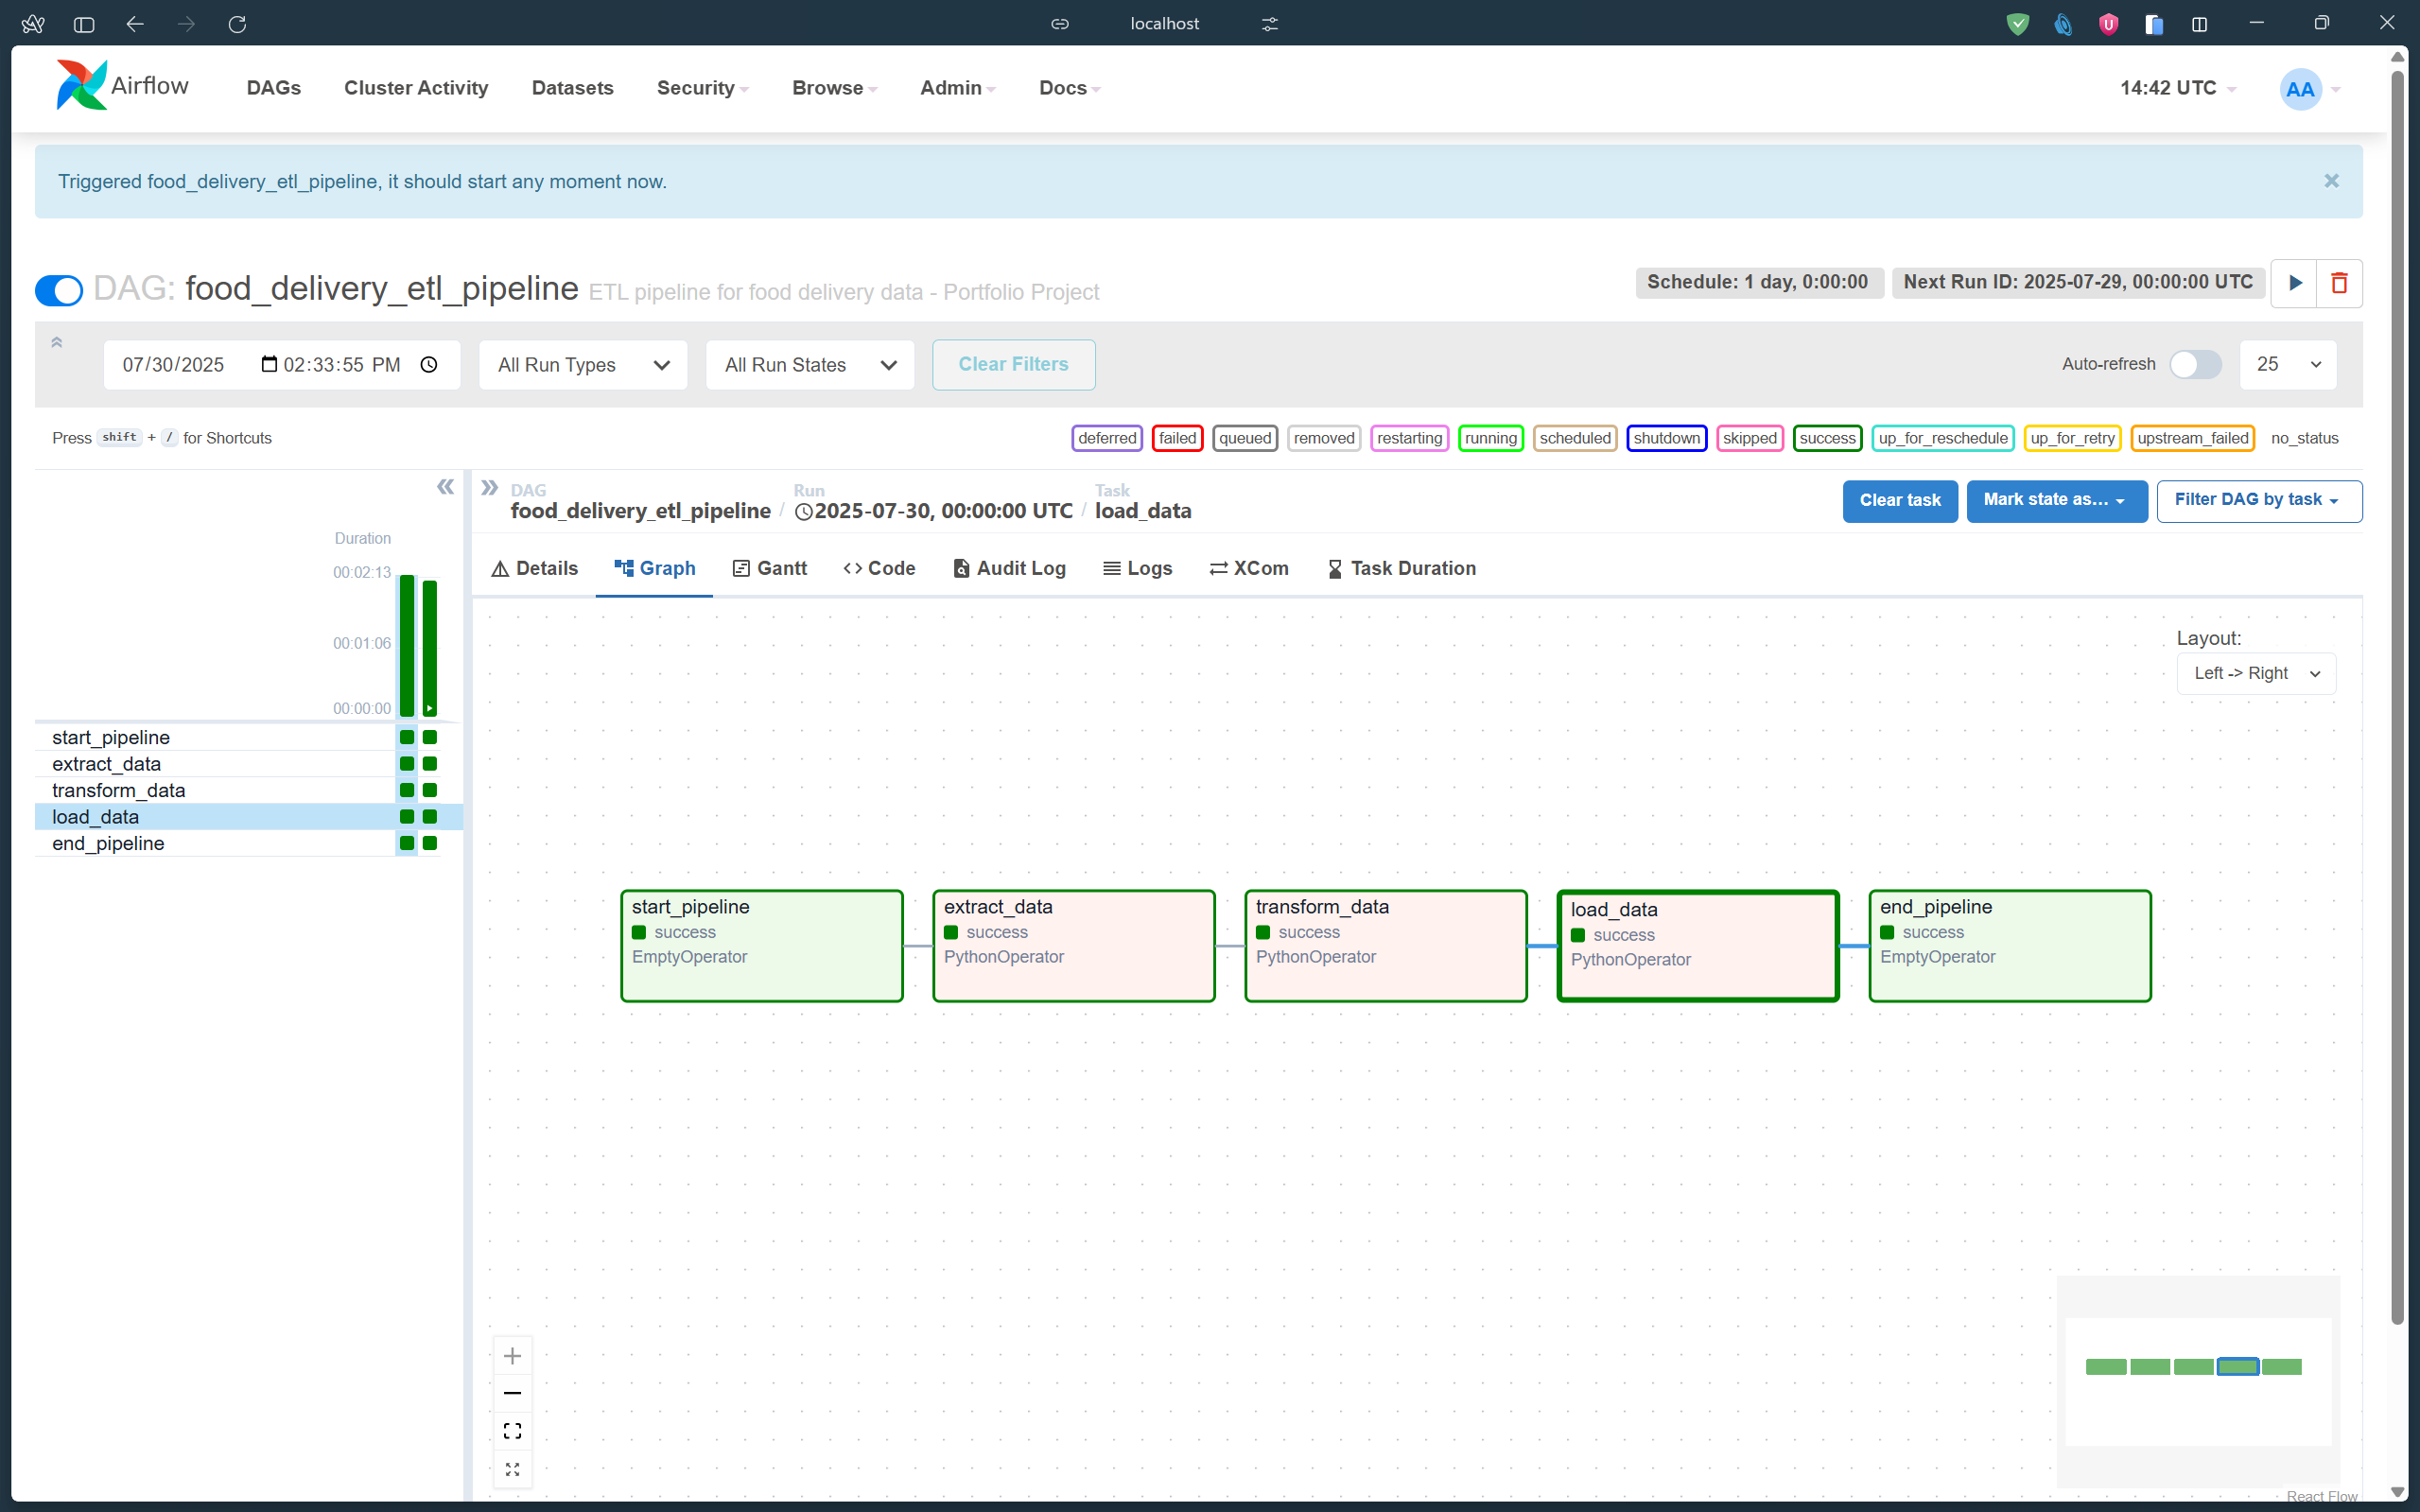 localhost
Airflow DAGs Cluster Activity Datasets Security Browse Admin Docs 14:42 UTC AA
Triggered food_delivery_etl_pipeline, it should start any moment now.
DAG: food_delivery_etl_pipeline ETL pipeline for food delivery data - Portfolio Project Schedule: 1 day, 0:00:00 Next Run ID: 2025-07-29, 00:00:00 UTC
07/30/2025 02:33:55 PM All Run Types All Run States Clear Filters Auto-refresh 25
Press shift + / for Shortcuts deferred failed queued removed restarting running scheduled shutdown skipped success up_for_reschedule up_for_retry upstream_failed no_status
DAG Run Task
food_delivery_etl_pipeline / 2025-07-30, 00:00:00 UTC / load_data Clear task Mark state as... Filter DAG by task
Details Graph Gantt Code Audit Log Logs XCom Task Duration
Duration
00:02:13
00:01:06
00:00:00
start_pipeline
extract_data
transform_data
load_data
end_pipeline
Layout:
Left -> Right
start_pipeline
success
EmptyOperator
extract_data
success
PythonOperator
transform_data
success
PythonOperator
load_data
success
PythonOperator
end_pipeline
success
EmptyOperator
React Flow